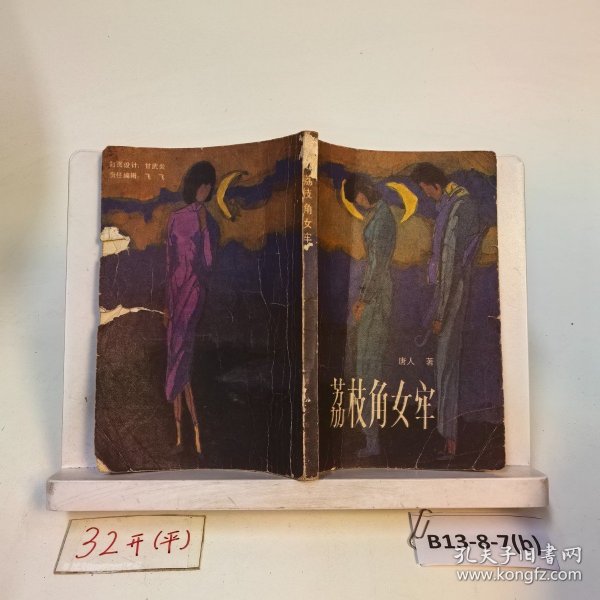 封面设计：甘武炎
责任编辑：飞 飞
荔枝角女牢
唐人 著
荔枝角女牢
32开(平)
B13-8-7(b)
孔夫子旧书网
www.kongfz.com